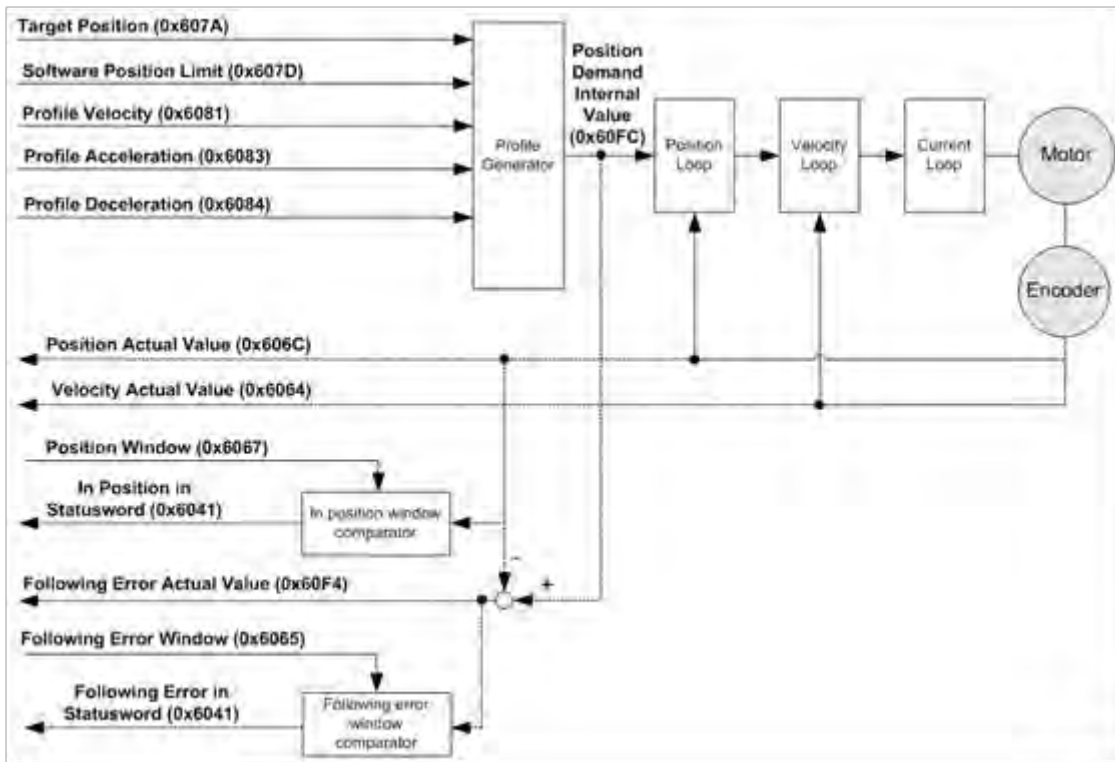 Target Position (0x607A)
Software Position Limit (0x607D)
Profile Velocity (0x6081)
Profile Acceleration (0x6083)
Profile Deceleration (0x6084)
Profile
Generator
Position
Demand
Internal
Value
(0x60FC)
Position
Loop
Velocity
Loop
Current
Loop
Motor
Encoder
Position Actual Value (0x606C)
Velocity Actual Value (0x6064)
Position Window (0x6067)
In Position in
Statusword (0x6041)
In position window
comparator
-
+
Following Error Actual Value (0x60F4)
Following Error Window (0x6065)
Following Error in
Statusword (0x6041)
Following error
window
comparator